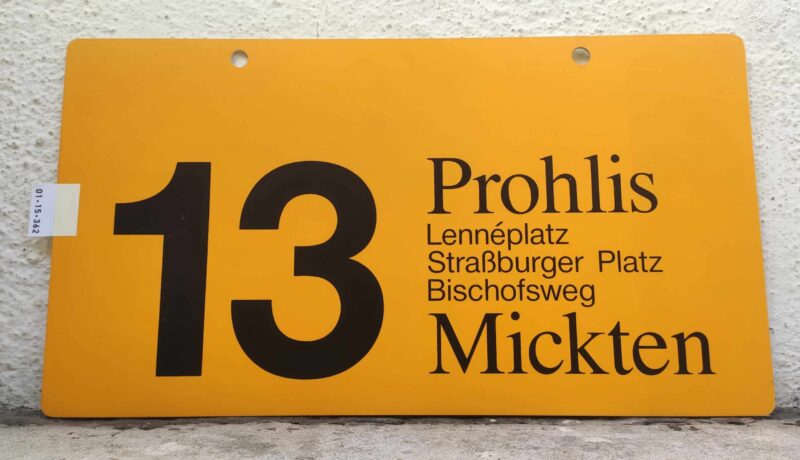 01-15-362
13
Prohlis
Lennéplatz
Straßburger Platz
Bischofsweg
Mickten